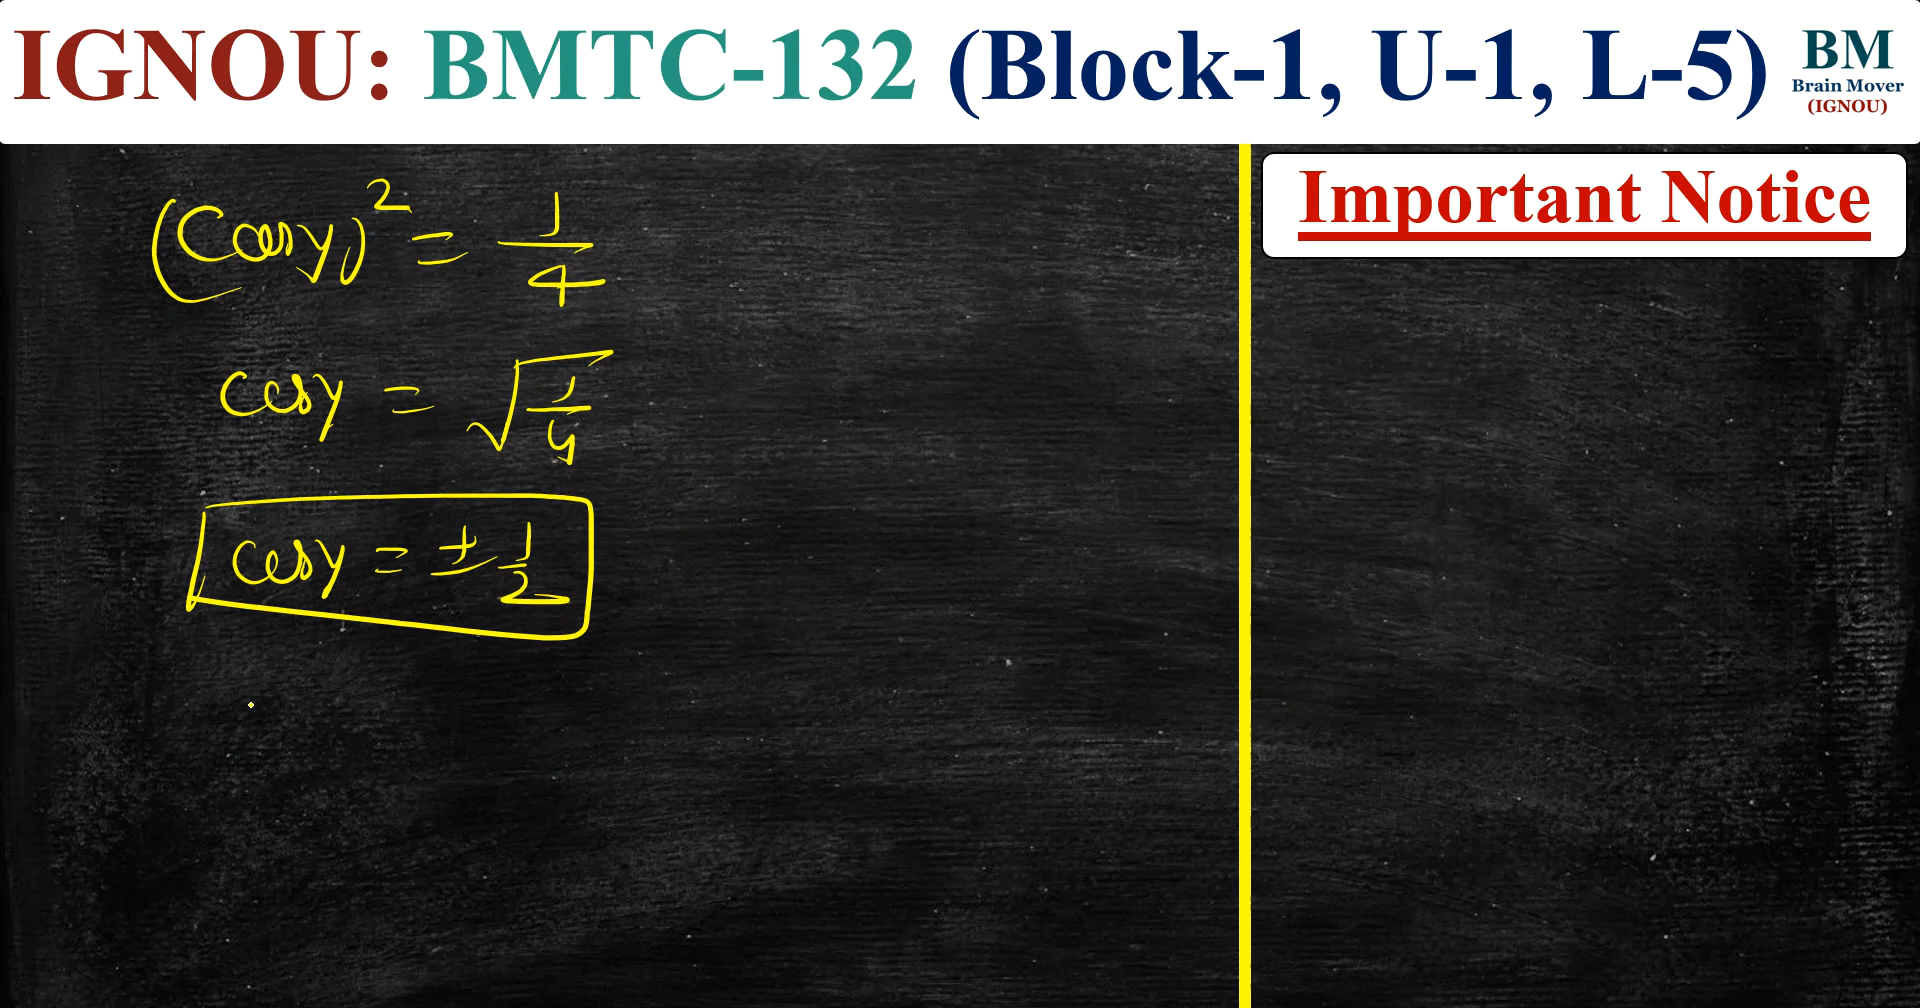 IGNOU: BMTC-132 (Block-1, U-1, L-5)
BM
Brain Mover
(IGNOU)
Important Notice
(Cosy)² = 1/4
cosy = √1/4
cosy = ± 1/2